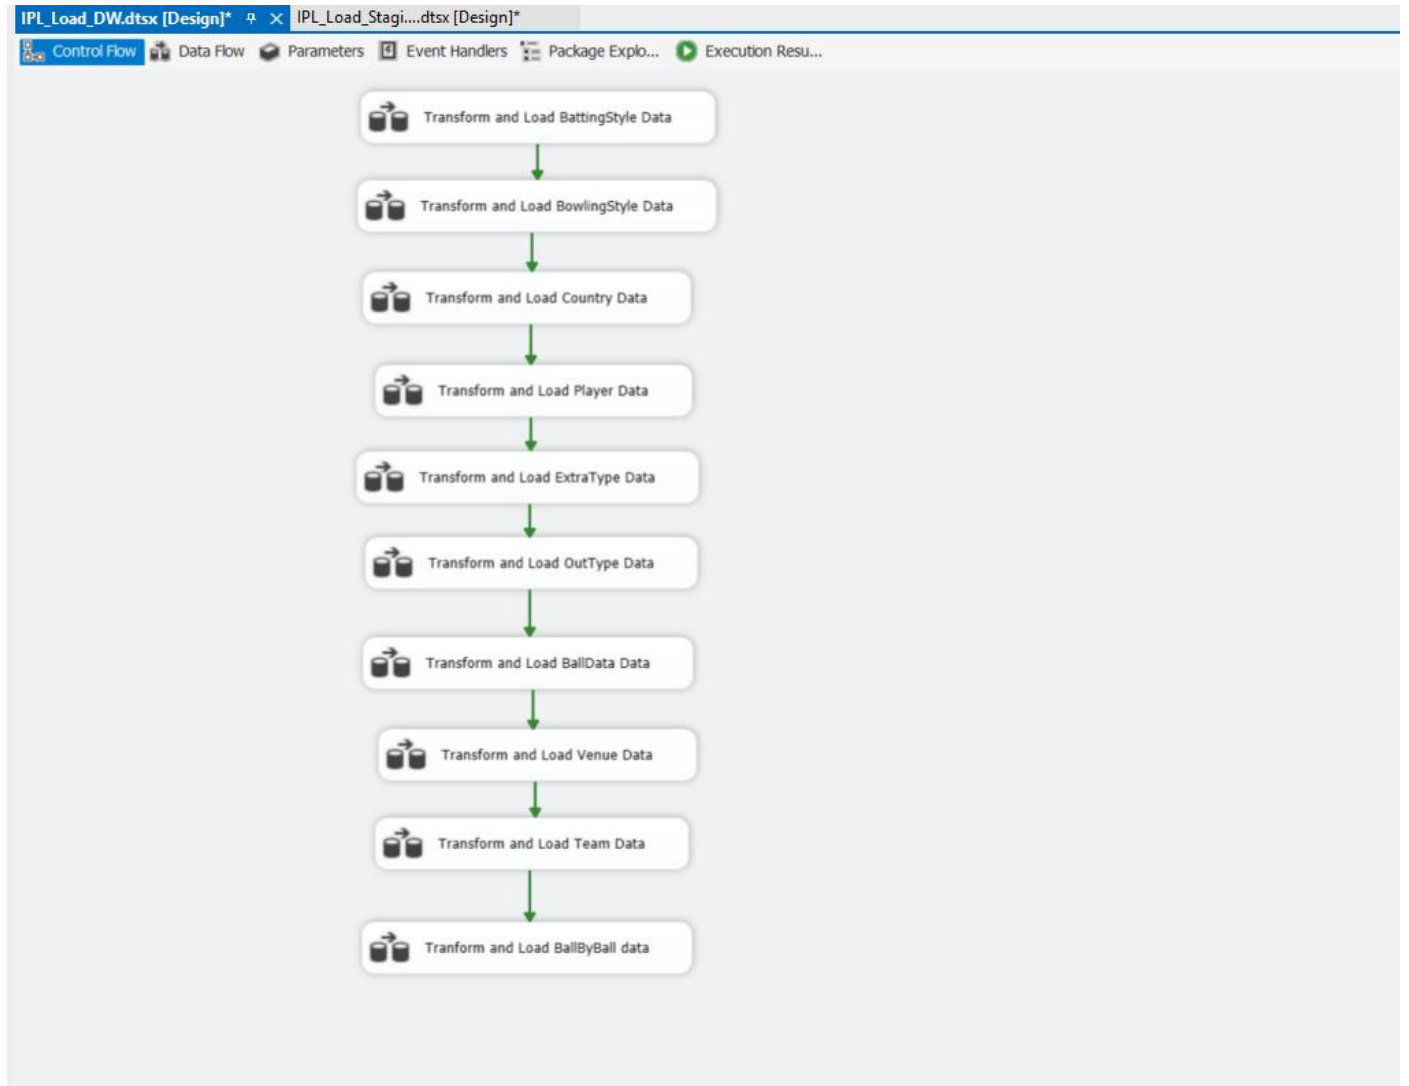 IPL_Load_DW.dtsx [Design]* IPL_Load_Stagi....dtsx [Design]*
Control Flow Data Flow Parameters Event Handlers Package Explo... Execution Resu...
Transform and Load BattingStyle Data
Transform and Load BowlingStyle Data
Transform and Load Country Data
Transform and Load Player Data
Transform and Load ExtraType Data
Transform and Load OutType Data
Transform and Load BallData Data
Transform and Load Venue Data
Transform and Load Team Data
Tranform and Load BallByBall data